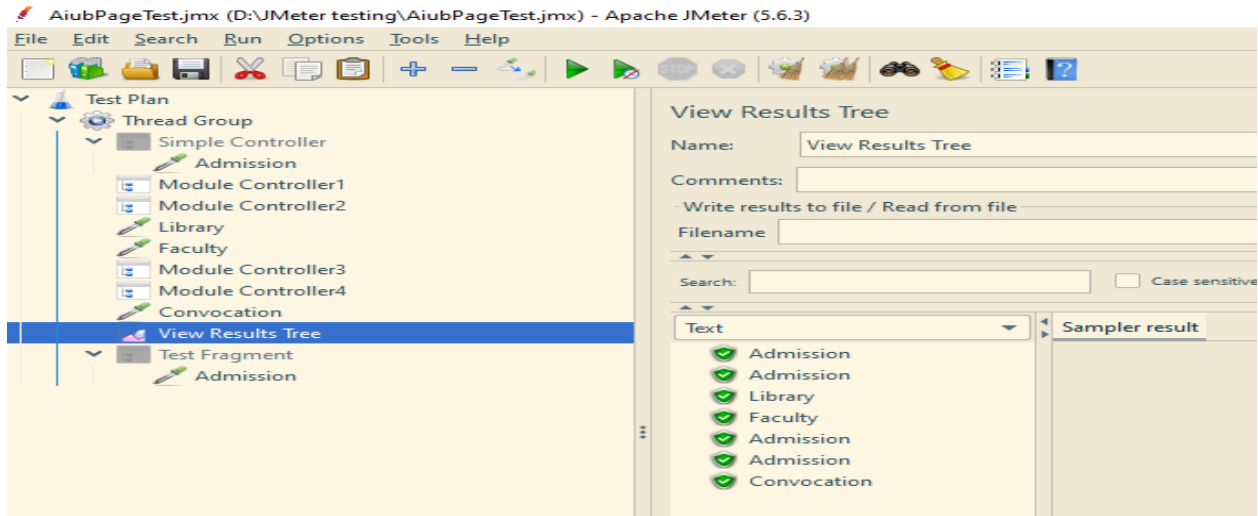 AiubPageTest.jmx (D:\JMeter testing\AiubPageTest.jmx) - Apache JMeter (5.6.3)
File Edit Search Run Options Tools Help
STOP
Test Plan
Thread Group
Simple Controller
Admission
Module Controller1
Module Controller2
Library
Faculty
Module Controller3
Module Controller4
Convocation
View Results Tree
Test Fragment
Admission
View Results Tree
Name: View Results Tree
Comments:
Write results to file / Read from file
Filename
Search: Case sensitive
Text Sampler result
Admission
Admission
Library
Faculty
Admission
Admission
Convocation